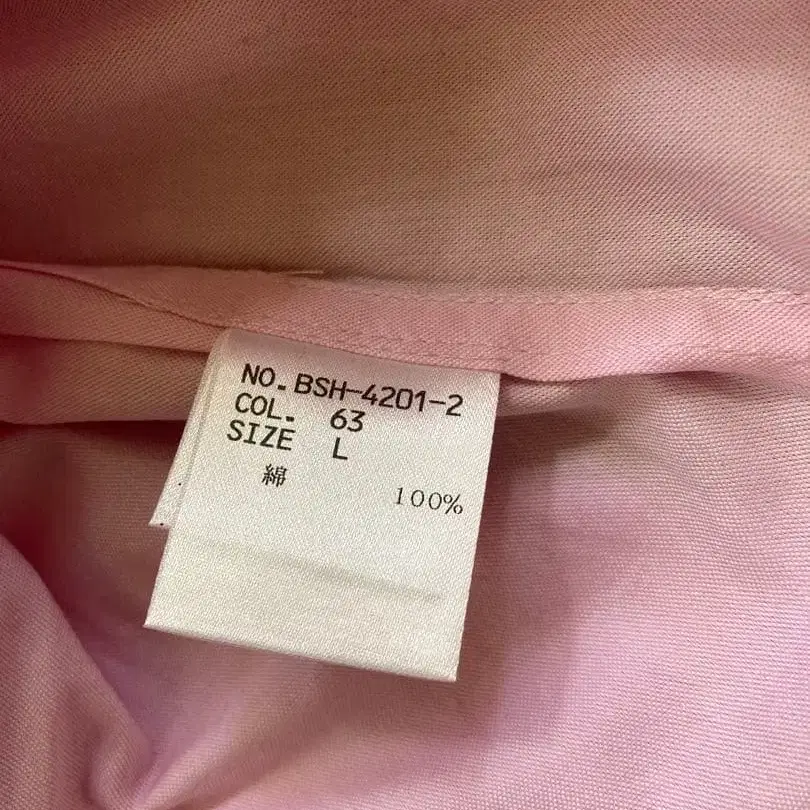 NO. BSH-4201-2
COL. 63
SIZE L
綿 100%